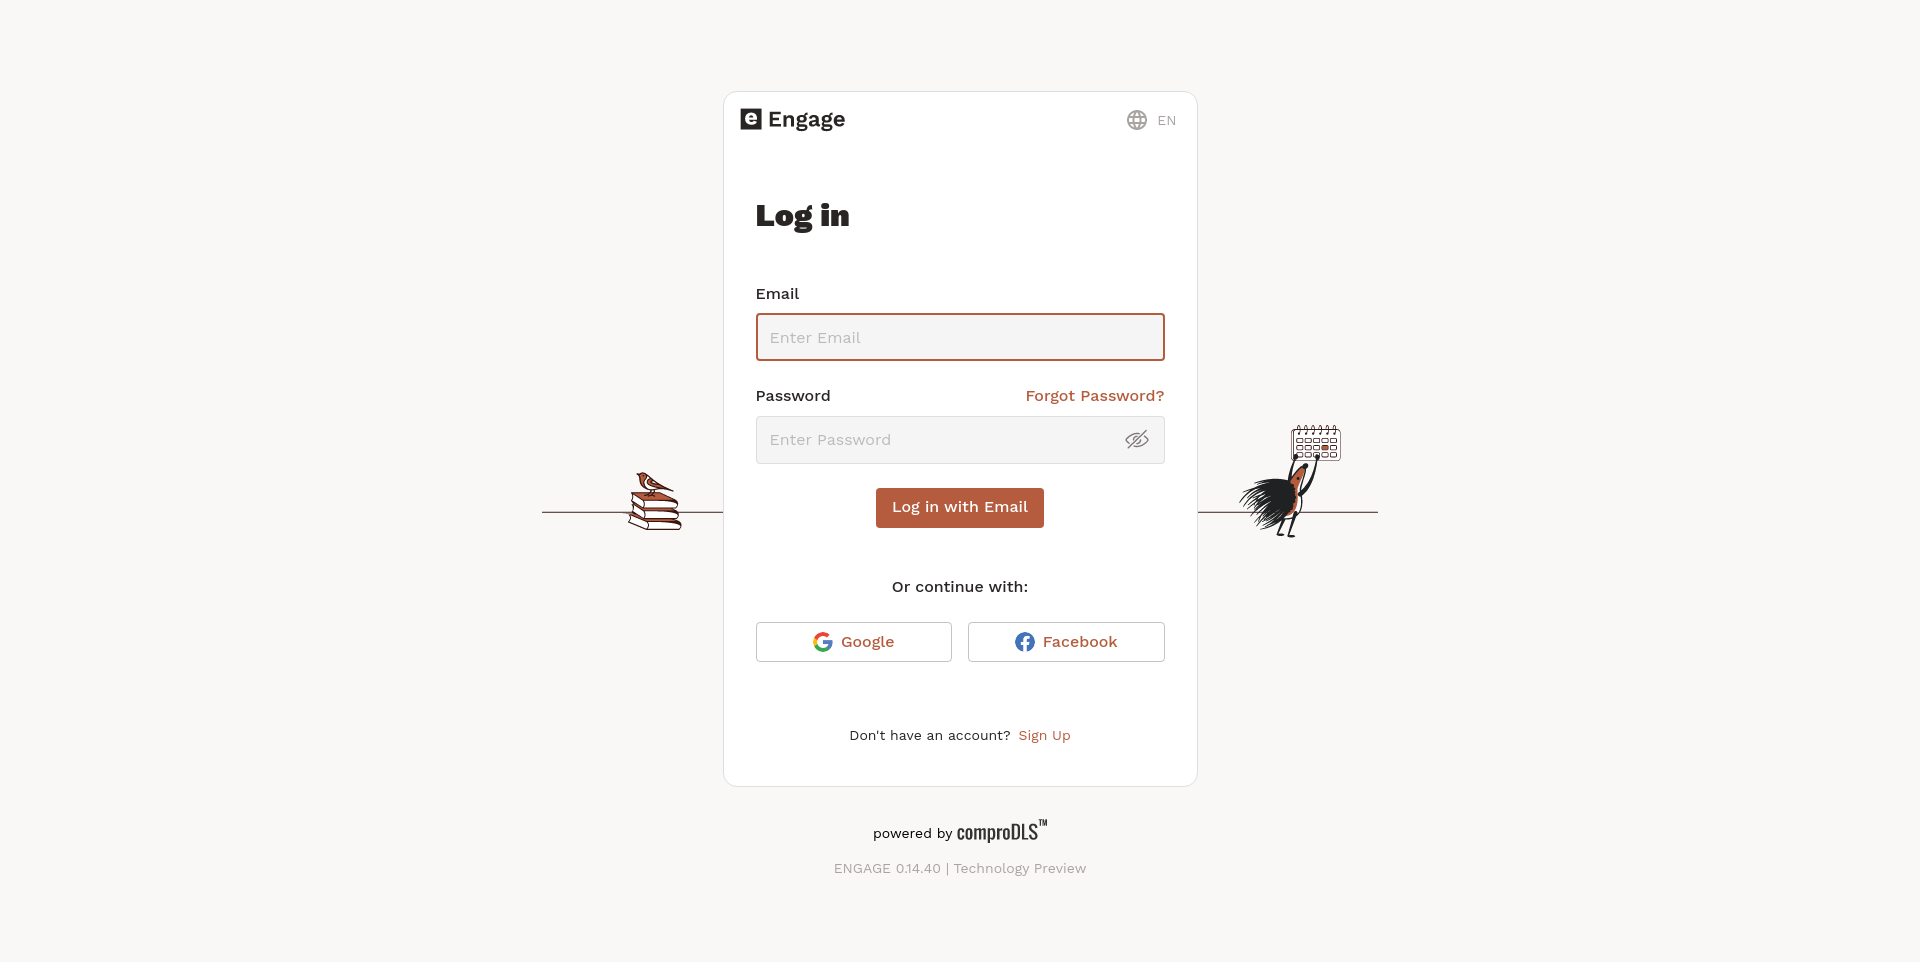 e Engage
EN
Log in
Email
Enter Email
Password
Forgot Password?
Enter Password
Log in with Email
Or continue with:
Google
Facebook
Don't have an account? Sign Up
powered by comproDLS™
ENGAGE 0.14.40 | Technology Preview